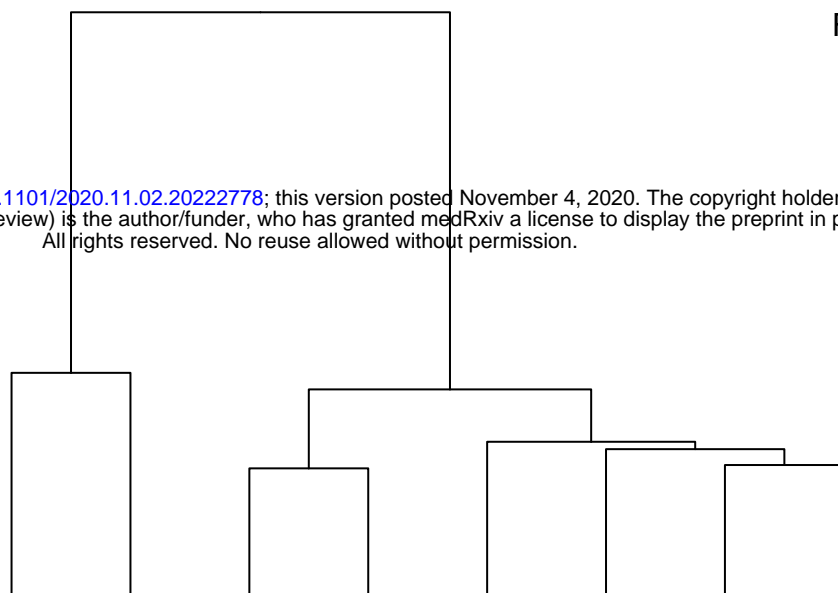 .1101/2020.11.02.20222778; this version posted November 4, 2020. The copyright holder
eview) is the author/funder, who has granted medRxiv a license to display the preprint in p
All rights reserved. No reuse allowed without permission.